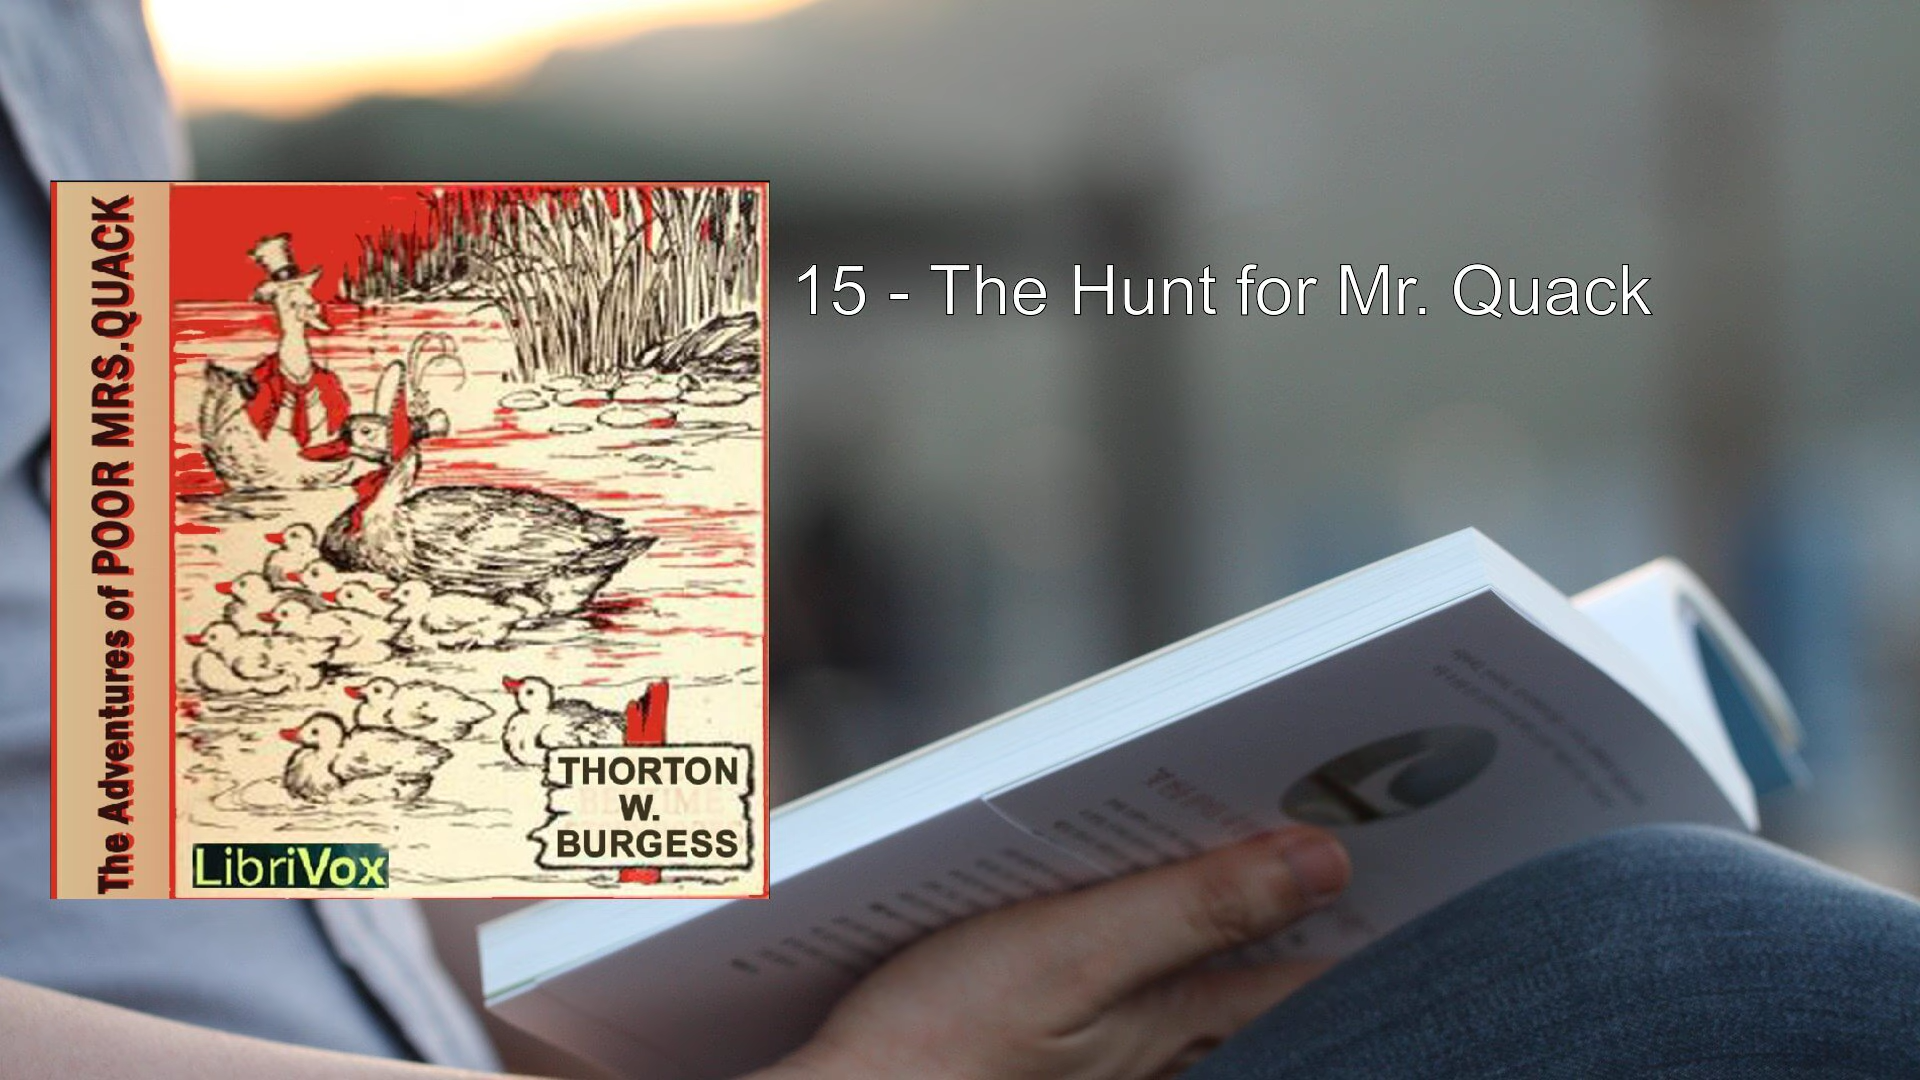 The Adventures of POOR MRS.QUACK
15 - The Hunt for Mr. Quack
THORTON
W.
BURGESS
LibriVox